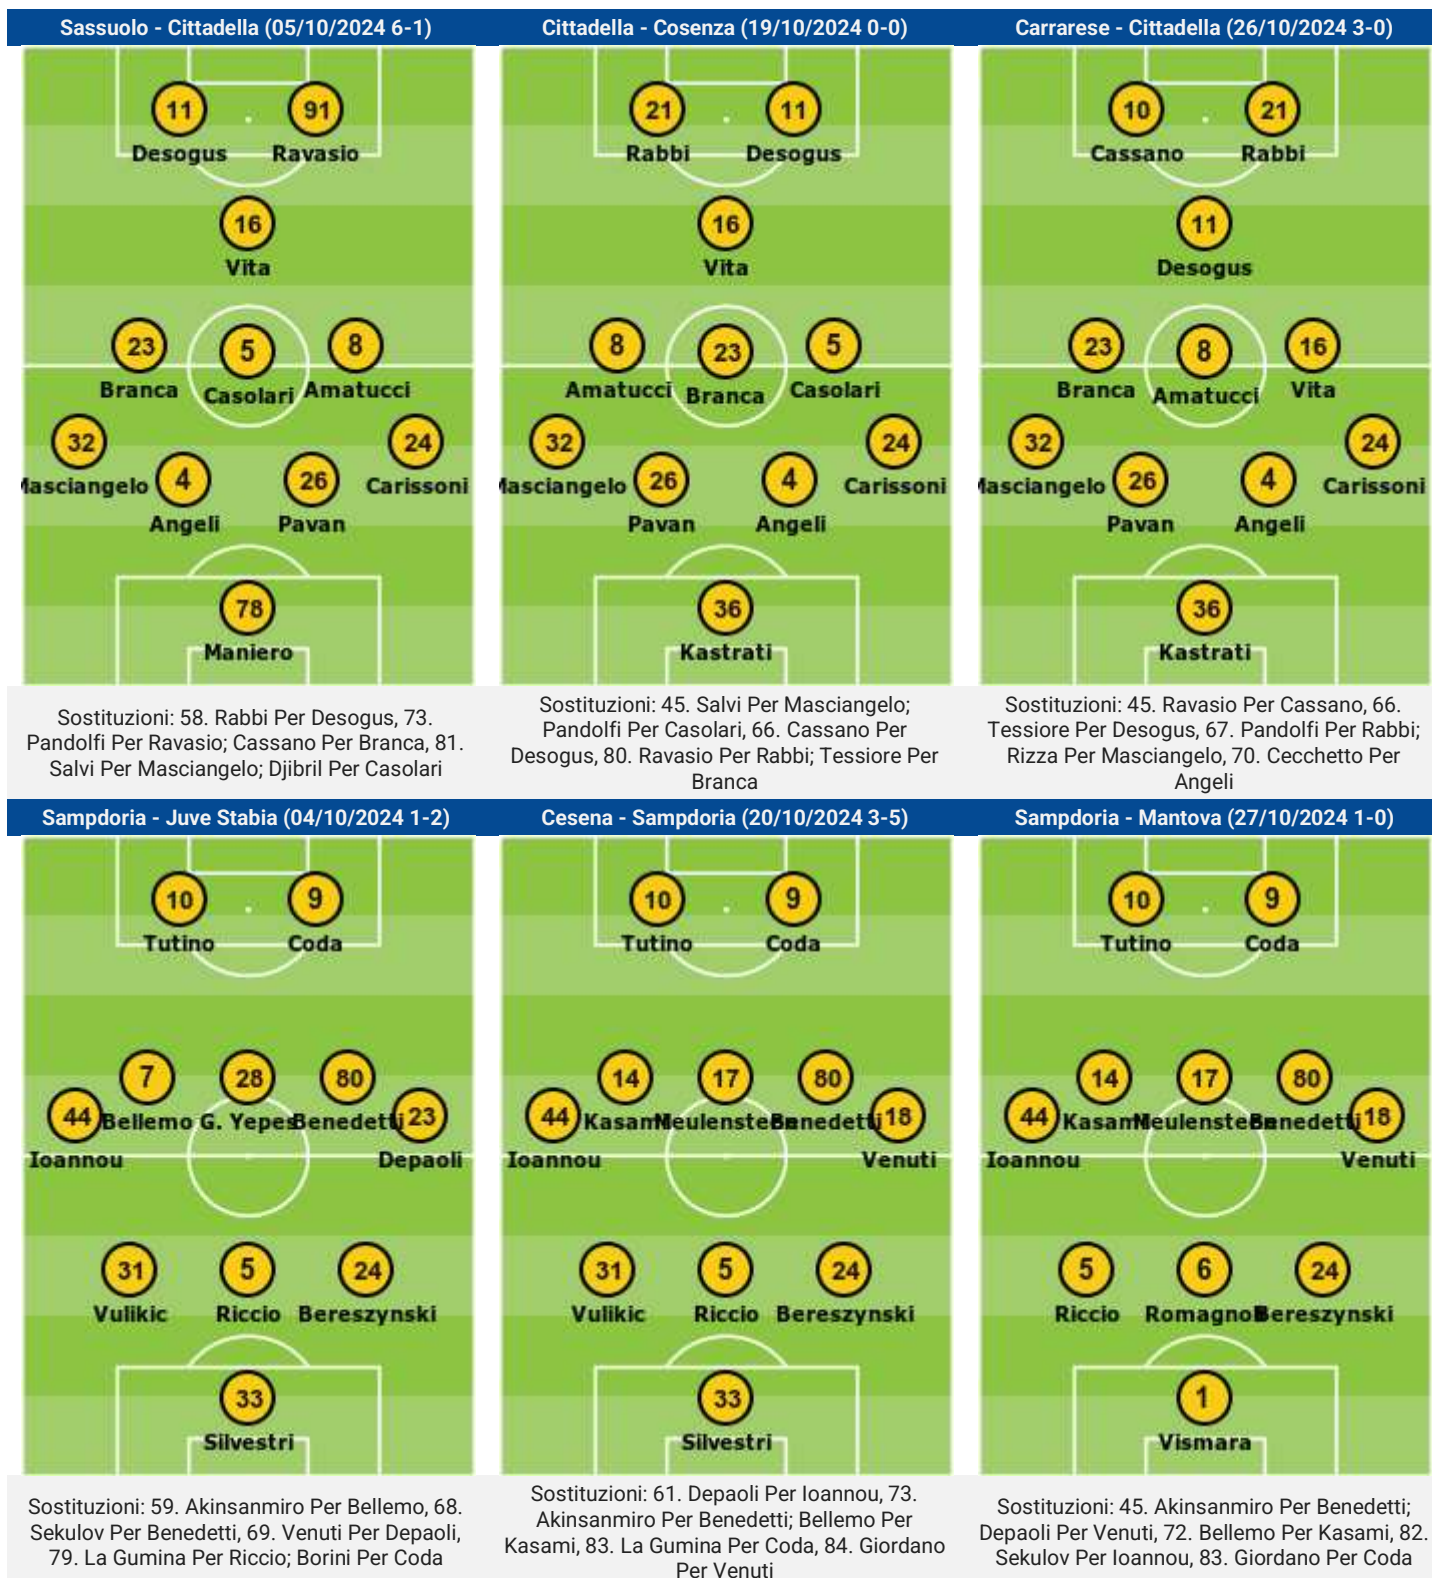 Sassuolo - Cittadella (05/10/2024 6-1)
11 91
Desogus Ravasio
16
Vita
23 5 8
Branca Casolari Amatucci
32 24
4 26
Masciangelo Carissoni
Angeli Pavan
78
Maniero
Sostituzioni: 58. Rabbi Per Desogus, 73.
Pandolfi Per Ravasio; Cassano Per Branca, 81.
Salvi Per Masciangelo; Djibril Per Casolari
Cittadella - Cosenza (19/10/2024 0-0)
21 11
Rabbi Desogus
16
Vita
8 23 5
Amatucci Branca Casolari
32 24
26 4
Masciangelo Carissoni
Pavan Angeli
36
Kastrati
Sostituzioni: 45. Salvi Per Masciangelo;
Pandolfi Per Casolari, 66. Cassano Per
Desogus, 80. Ravasio Per Rabbi; Tessiore Per
Branca
Carrarese - Cittadella (26/10/2024 3-0)
10 21
Cassano Rabbi
11
Desogus
23 8 16
Branca Amatucci Vita
32 24
26 4
Masciangelo Carissoni
Pavan Angeli
36
Kastrati
Sostituzioni: 45. Ravasio Per Cassano, 66.
Tessiore Per Desogus, 67. Pandolfi Per Rabbi;
Rizza Per Masciangelo, 70. Cecchetto Per
Angeli
Sampdoria - Juve Stabia (04/10/2024 1-2)
10 9
Tutino Coda
7 28 80
44 23
Bellemo G. Yepes Benedetti
Ioannou Depaoli
31 5 24
Vulikic Riccio Bereszynski
33
Silvestri
Sostituzioni: 59. Akinsanmiro Per Bellemo, 68.
Sekulov Per Benedetti, 69. Venuti Per Depaoli,
79. La Gumina Per Riccio; Borini Per Coda
Cesena - Sampdoria (20/10/2024 3-5)
10 9
Tutino Coda
14 17 80
44 18
Kasami Meulensteen Benedetti
Ioannou Venuti
31 5 24
Vulikic Riccio Bereszynski
33
Silvestri
Sostituzioni: 61. Depaoli Per Ioannou, 73.
Akinsanmiro Per Benedetti; Bellemo Per
Kasami, 83. La Gumina Per Coda, 84. Giordano
Per Venuti
Sampdoria - Mantova (27/10/2024 1-0)
10 9
Tutino Coda
14 17 80
44 18
Kasami Meulensteen Benedetti
Ioannou Venuti
5 6 24
Riccio Romagnoli Bereszynski
1
Vismara
Sostituzioni: 45. Akinsanmiro Per Benedetti;
Depaoli Per Venuti, 72. Bellemo Per Kasami, 82.
Sekulov Per Ioannou, 83. Giordano Per Coda